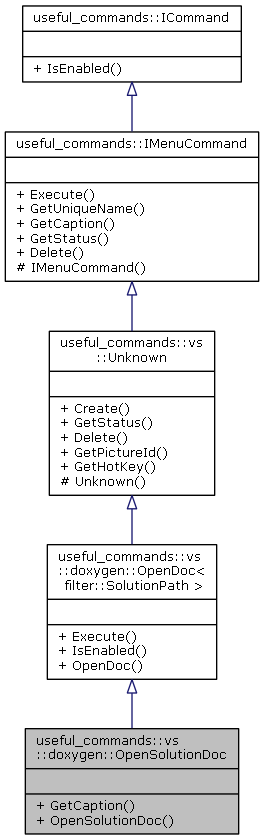 useful_commands::ICommand
+ IsEnabled()
useful_commands::IMenuCommand
+ Execute()
+ GetUniqueName()
+ GetCaption()
+ GetStatus()
+ Delete()
# IMenuCommand()
useful_commands::vs
::Unknown
+ Create()
+ GetStatus()
+ Delete()
+ GetPictureId()
+ GetHotKey()
# Unknown()
useful_commands::vs
::doxygen::OpenDoc<
filter::SolutionPath >
+ Execute()
+ IsEnabled()
+ OpenDoc()
useful_commands::vs
::doxygen::OpenSolutionDoc
+ GetCaption()
+ OpenSolutionDoc()